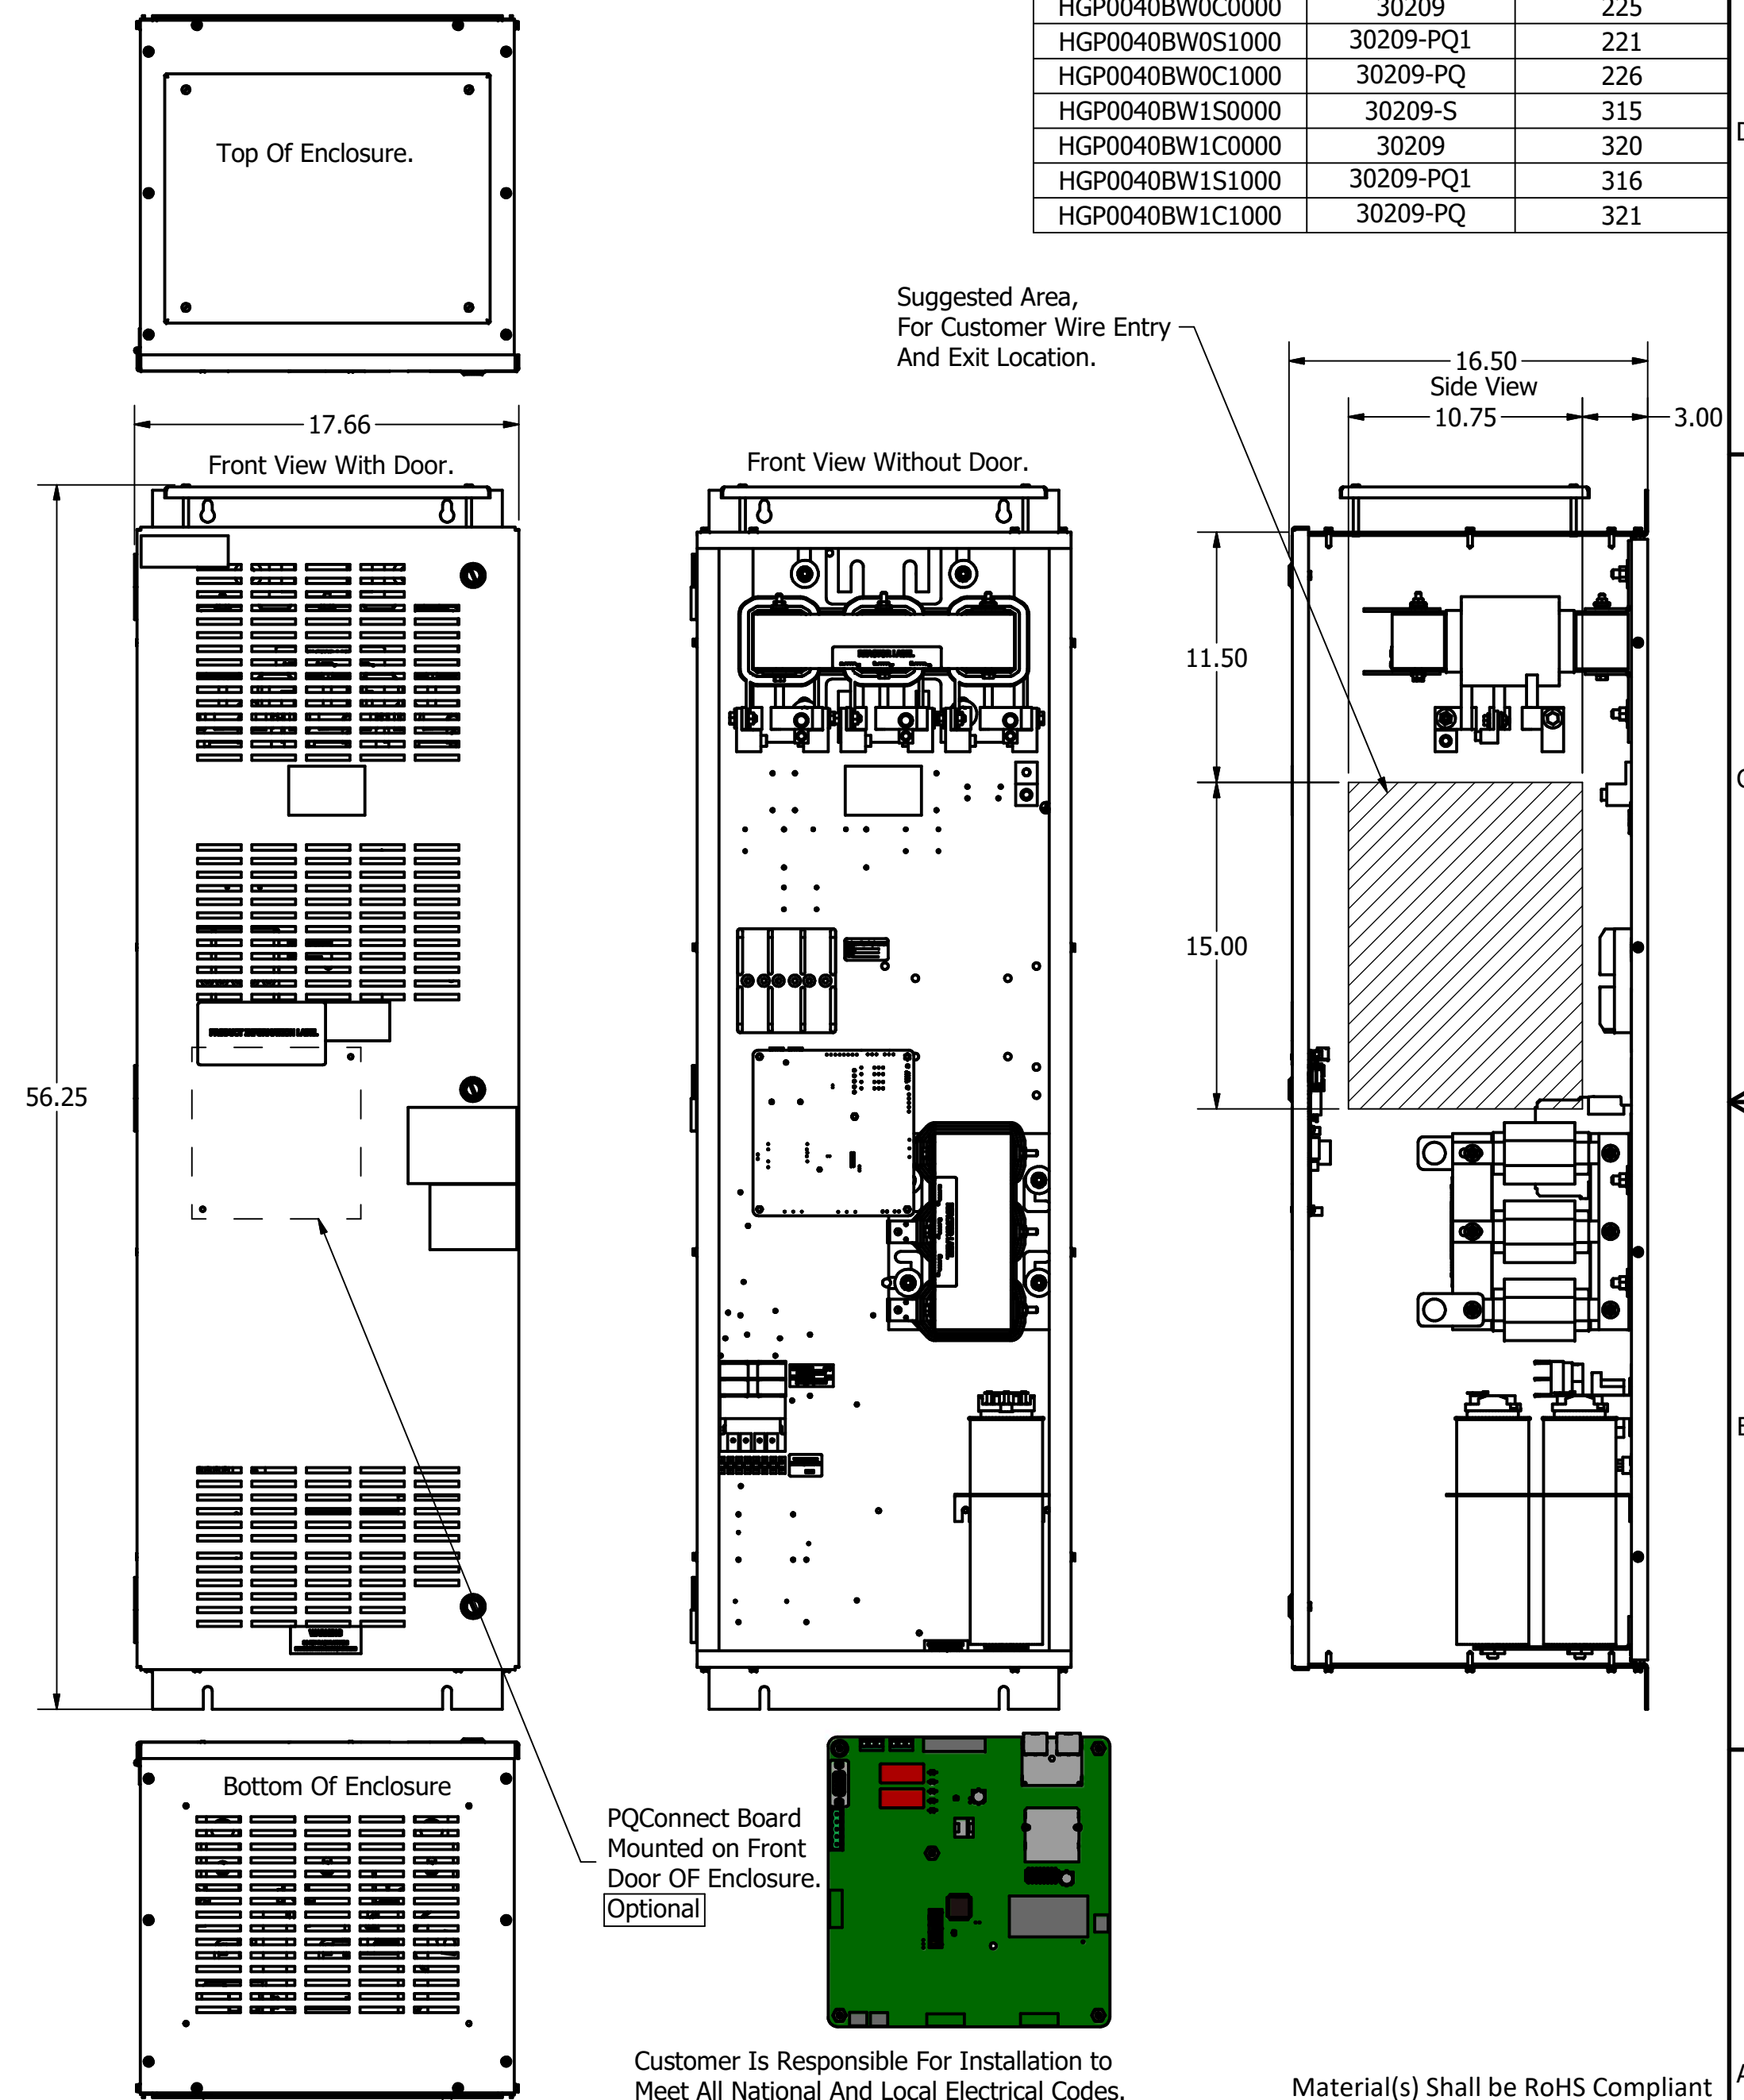 HGP0040BW0C0000 30209 225
HGP0040BW0S1000 30209-PQ1 221
HGP0040BW0C1000 30209-PQ 226
HGP0040BW1S0000 30209-S 315
HGP0040BW1C0000 30209 320
HGP0040BW1S1000 30209-PQ1 316
HGP0040BW1C1000 30209-PQ 321
Top Of Enclosure.
Suggested Area,
For Customer Wire Entry
And Exit Location.
16.50
Side View
10.75
3.00
17.66
Front View With Door.
Front View Without Door.
11.50
15.00
56.25
PRODUCT INFORMATION LABEL
WARNING
Bottom Of Enclosure
PQConnect Board
Mounted on Front
Door OF Enclosure.
Optional
Customer Is Responsible For Installation to
Meet All National And Local Electrical Codes.
Material(s) Shall be RoHS Compliant
A